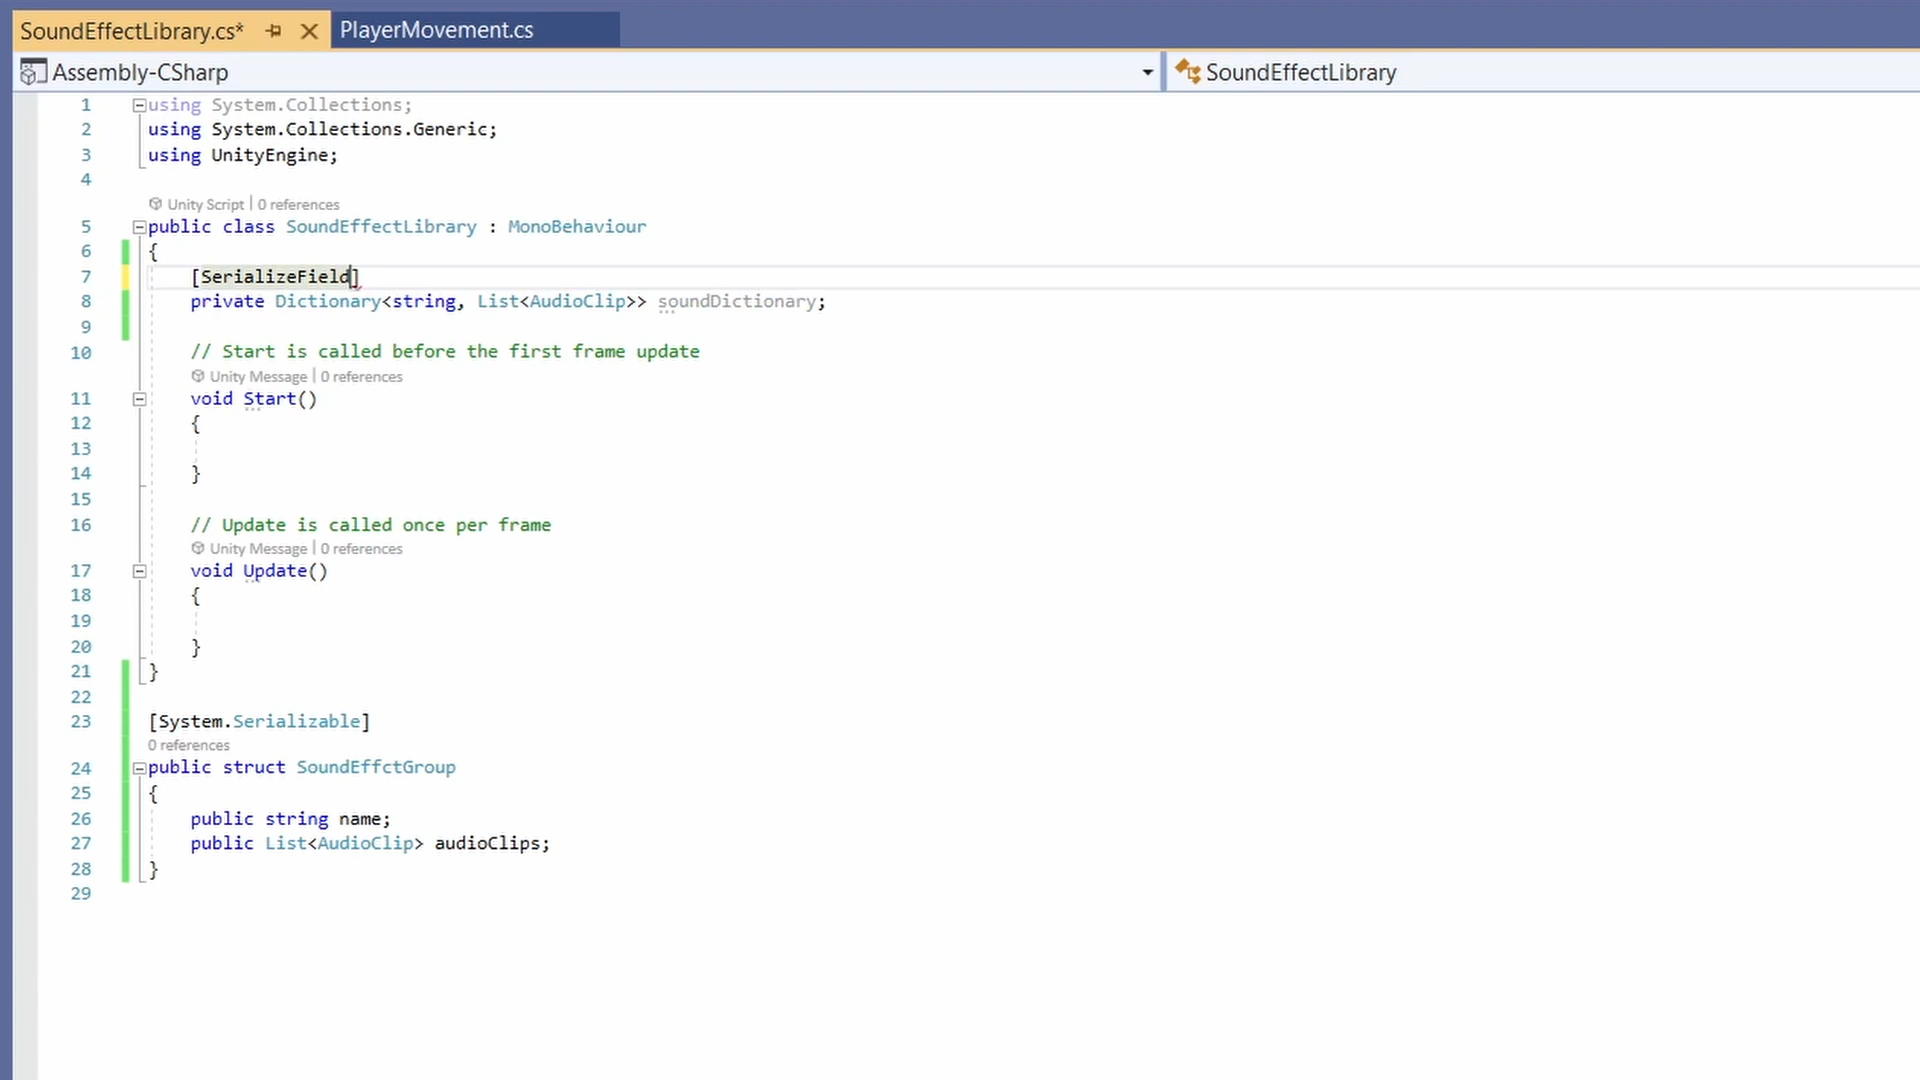 SoundEffectLibrary.cs* PlayerMovement.cs
Assembly-CSharp SoundEffectLibrary
1 using System.Collections;
2 using System.Collections.Generic;
3 using UnityEngine;
4
Unity Script | 0 references
5 public class SoundEffectLibrary : MonoBehaviour
6 {
7 [SerializeField]
8 private Dictionary<string, List<AudioClip>> soundDictionary;
9
10 // Start is called before the first frame update
Unity Message | 0 references
11 void Start()
12 {
13
14 }
15
16 // Update is called once per frame
Unity Message | 0 references
17 void Update()
18 {
19
20 }
21 }
22
23 [System.Serializable]
0 references
24 public struct SoundEffctGroup
25 {
26 public string name;
27 public List<AudioClip> audioClips;
28 }
29